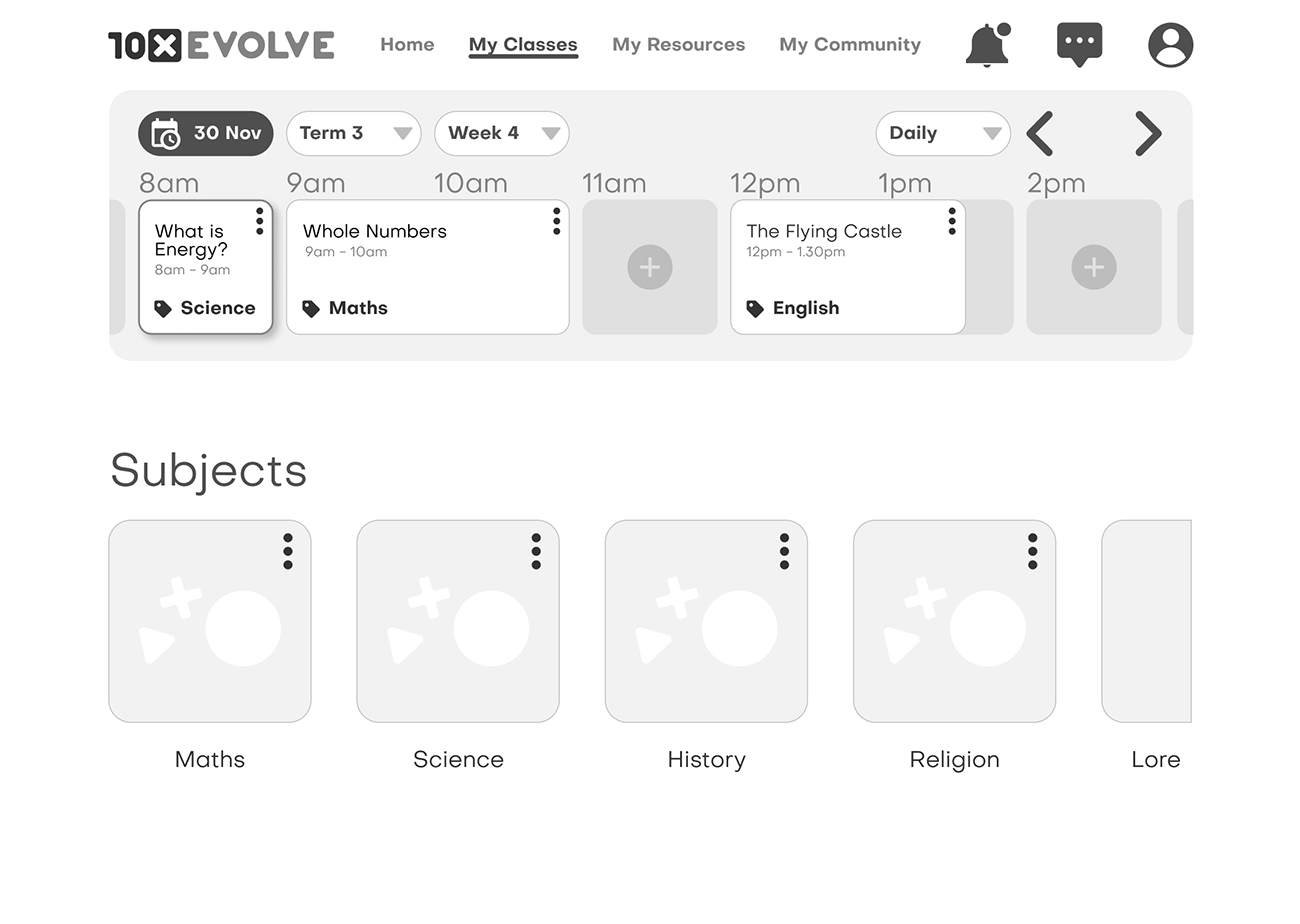 10XEVOLVE
Home My Classes My Resources My Community
30 Nov Term 3 Week 4 Daily
8am 9am 10am 11am 12pm 1pm 2pm
What is
Energy?
8am - 9am
Science
Whole Numbers
9am - 10am
Maths
The Flying Castle
12pm - 1.30pm
English
Subjects
Maths Science History Religion Lore